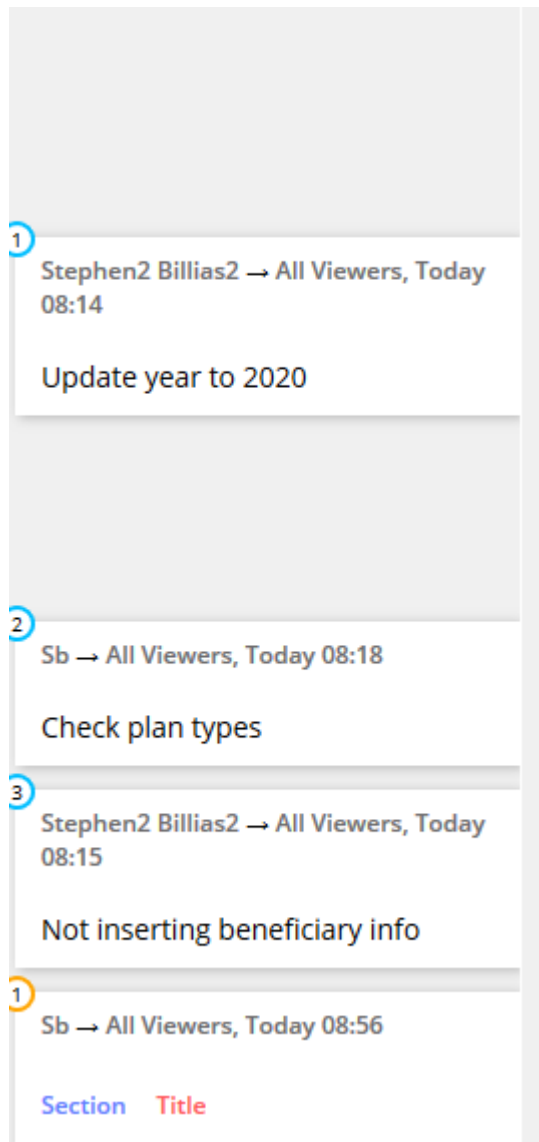 1
Stephen2 Billias2 → All Viewers, Today
08:14
Update year to 2020
2
Sb → All Viewers, Today 08:18
Check plan types
3
Stephen2 Billias2 → All Viewers, Today
08:15
Not inserting beneficiary info
1
Sb → All Viewers, Today 08:56
Section Title